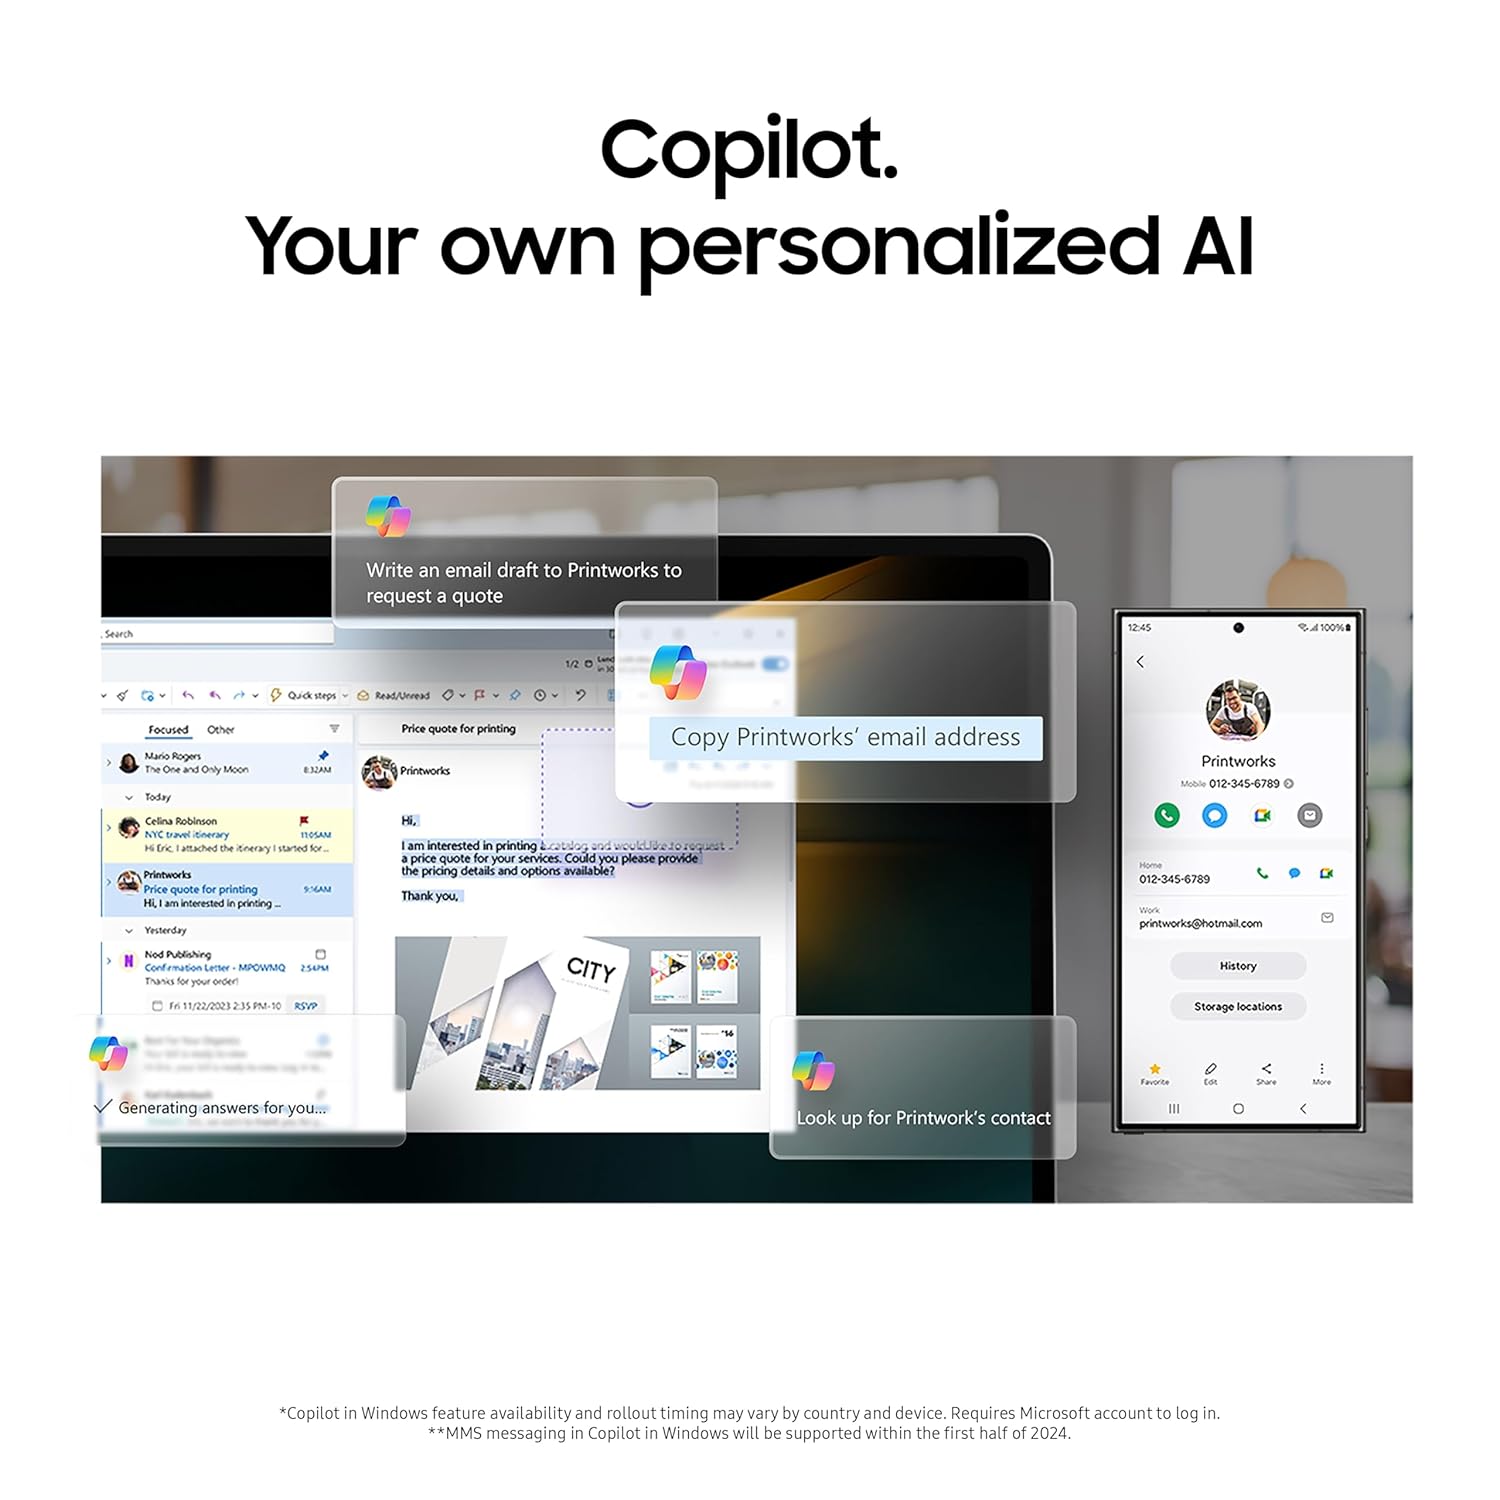 Copilot.
Your own personalized AI
Write an email draft to Printworks to
request a quote
Search
1/2
Quick steps
Read/Unread
Focused
Other
Mario Rogers
The One and Only Moon
8:32AM
Today
Celina Robinson
NYC travel itinerary
11:05AM
Hi Eric, I attached the itinerary I started for...
Printworks
Price quote for printing
9:16AM
Hi, I am interested in printing ...
Yesterday
Nod Publishing
Confirmation Letter - MPOWMQ
2:54PM
Thanks for your order!
Fri 11/22/2023 2:35 PM-10
RSVP
Generating answers for you...
Price quote for printing
Printworks
Hi,
I am interested in printing a catalog and would like to request
a price quote for your services. Could you please provide
the pricing details and options available?
Thank you,
CITY
Copy Printworks’ email address
Look up for Printwork’s contact
12:45
100%
Printworks
Mobile 012-345-6789
Home
012-345-6789
Work
printworks@hotmail.com
History
Storage locations
Favorite
Edit
Share
More
*Copilot in Windows feature availability and rollout timing may vary by country and device. Requires Microsoft account to log in.
**MMS messaging in Copilot in Windows will be supported within the first half of 2024.